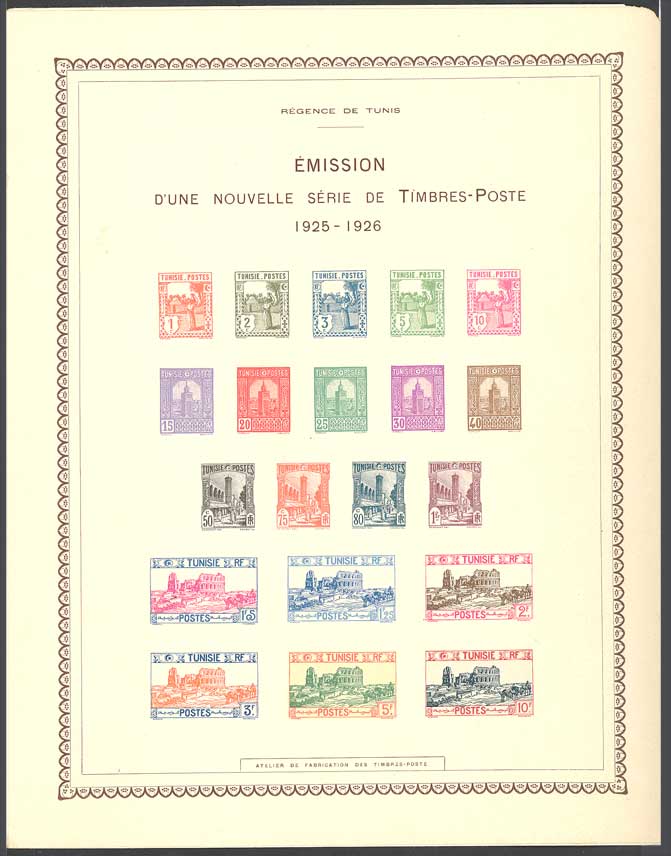 RÉGENCE DE TUNIS
ÉMISSION
D'UNE NOUVELLE SÉRIE DE TIMBRES-POSTE
1925-1926
TUNISIE.POSTES TUNISIE.POSTES TUNISIE.POSTES TUNISIE.POSTES TUNISIE.POSTES
1 2 3 5 10
TUNISIE POSTES TUNISIE POSTES TUNISIE POSTES TUNISIE POSTES TUNISIE POSTES
15 20 25 30 40
TUNISIE POSTES TUNISIE POSTES TUNISIE POSTES TUNISIE POSTES
50 75 80 1F
TUNISIE RF TUNISIE RF TUNISIE RF
POSTES 1F05 POSTES 1.25 POSTES 2F
TUNISIE RF TUNISIE RF TUNISIE RF
POSTES 3F POSTES 5F POSTES 10F
ATELIER DE FABRICATION DES TIMBRES-POSTE